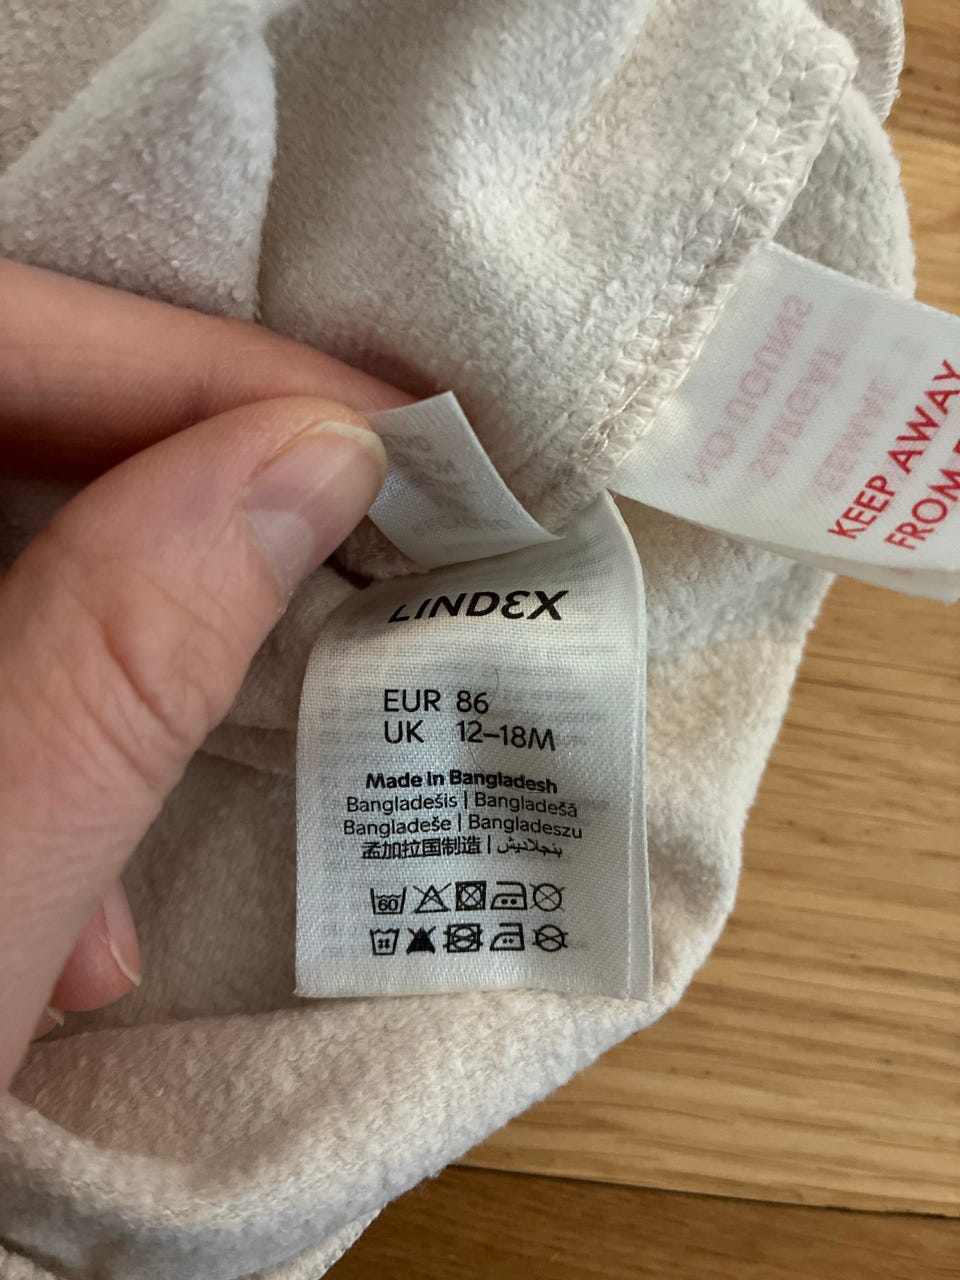 KEEP AWAY
FROM
LINDEX
EUR 86
UK 12–18M
Made in Bangladesh
Bangladešis | Bangladešā
Bangladeše | Bangladeszu
孟加拉国制造 | بنجلاديش
60